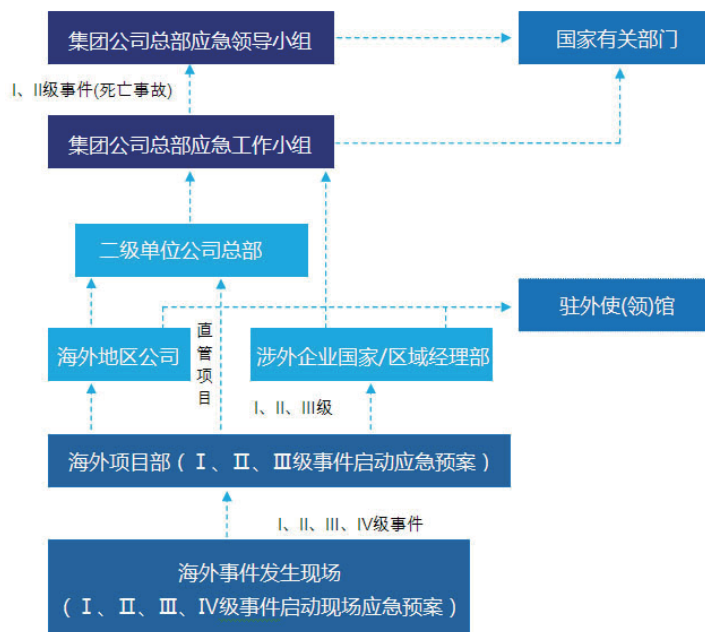 集团公司总部应急领导小组
国家有关部门
I、II级事件(死亡事故)
集团公司总部应急工作小组
二级单位公司总部
驻外使(领)馆
海外地区公司
直管项目
涉外企业国家/区域经理部
I、II、III级
海外项目部（Ⅰ、Ⅱ、Ⅲ级事件启动应急预案）
I、II、III、IV级事件
海外事件发生现场
（Ⅰ、Ⅱ、Ⅲ、Ⅳ级事件启动现场应急预案）